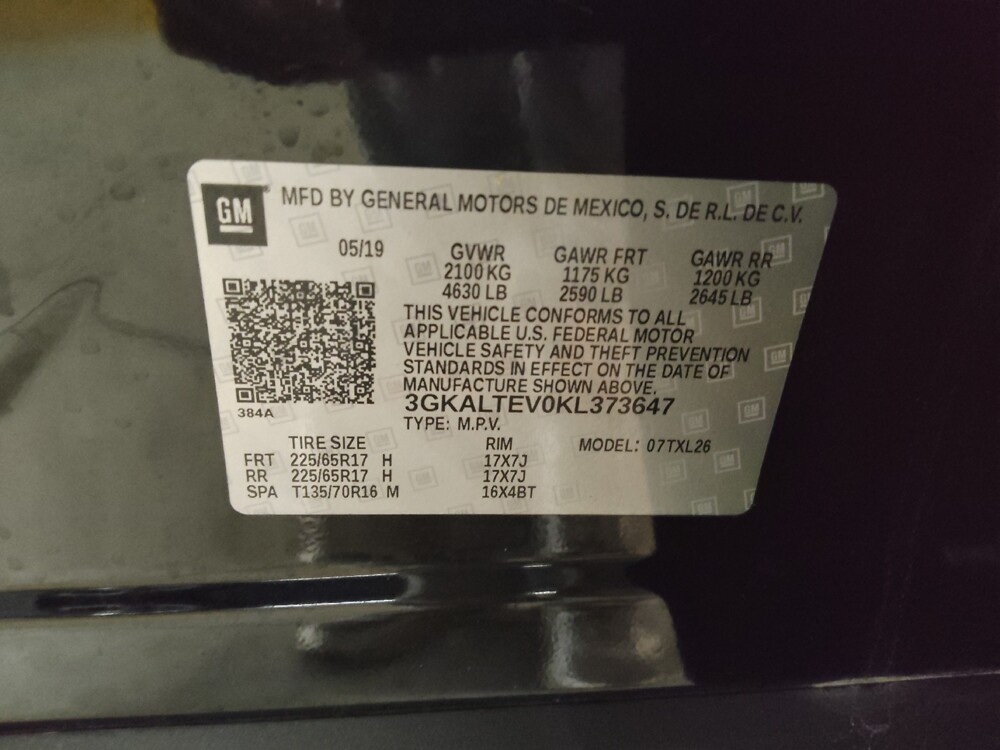 GM
MFD BY GENERAL MOTORS DE MEXICO, S. DE R.L. DE C.V.
05/19 GVWR GAWR FRT GAWR RR
2100 KG 1175 KG 1200 KG
4630 LB 2590 LB 2645 LB
THIS VEHICLE CONFORMS TO ALL
APPLICABLE U.S. FEDERAL MOTOR
VEHICLE SAFETY AND THEFT PREVENTION
STANDARDS IN EFFECT ON THE DATE OF
MANUFACTURE SHOWN ABOVE.
3GKALTEV0KL373647
384A
TYPE: M.P.V.
TIRE SIZE RIM MODEL: 07TXL26
FRT 225/65R17 H 17X7J
RR 225/65R17 H 17X7J
SPA T135/70R16 M 16X4BT